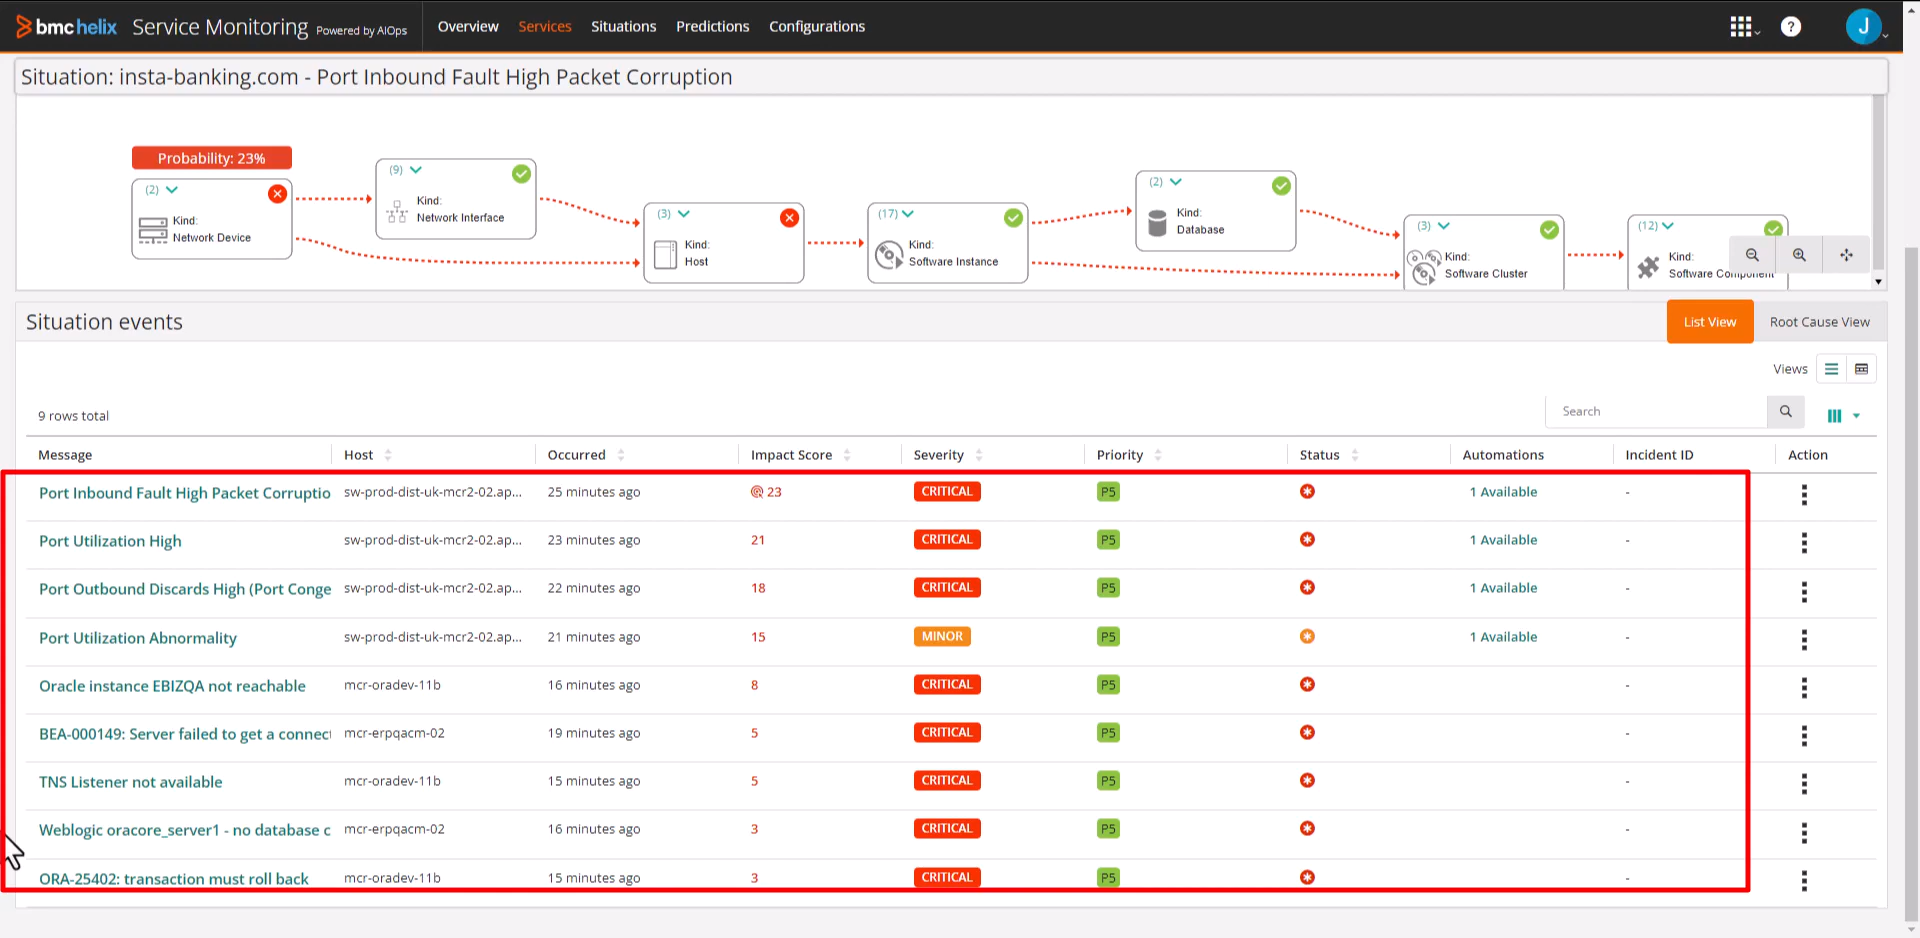 bmc helix Service Monitoring Powered by AIOps Overview Services Situations Predictions Configurations ? J
Situation: insta-banking.com - Port Inbound Fault High Packet Corruption
Probability: 23%
(2)
Kind:
Network Device
(9)
Kind:
Network Interface
(3)
Kind:
Host
(17)
Kind:
Software Instance
(2)
Kind:
Database
(3)
Kind:
Software Cluster
(12)
Kind:
Software Component
Situation events List View Root Cause View
Views
9 rows total Search
Message Host Occurred Impact Score Severity Priority Status Automations Incident ID Action
Port Inbound Fault High Packet Corruptio sw-prod-dist-uk-mcr2-02.ap... 25 minutes ago 23 CRITICAL P5 1 Available -
Port Utilization High sw-prod-dist-uk-mcr2-02.ap... 23 minutes ago 21 CRITICAL P5 1 Available -
Port Outbound Discards High (Port Conge sw-prod-dist-uk-mcr2-02.ap... 22 minutes ago 18 CRITICAL P5 1 Available -
Port Utilization Abnormality sw-prod-dist-uk-mcr2-02.ap... 21 minutes ago 15 MINOR P5 1 Available -
Oracle instance EBIZQA not reachable mcr-oradev-11b 16 minutes ago 8 CRITICAL P5 -
BEA-000149: Server failed to get a connect mcr-erpqacm-02 19 minutes ago 5 CRITICAL P5 -
TNS Listener not available mcr-oradev-11b 15 minutes ago 5 CRITICAL P5 -
Weblogic oracore_server1 - no database c mcr-erpqacm-02 16 minutes ago 3 CRITICAL P5 -
ORA-25402: transaction must roll back mcr-oradev-11b 15 minutes ago 3 CRITICAL P5 -